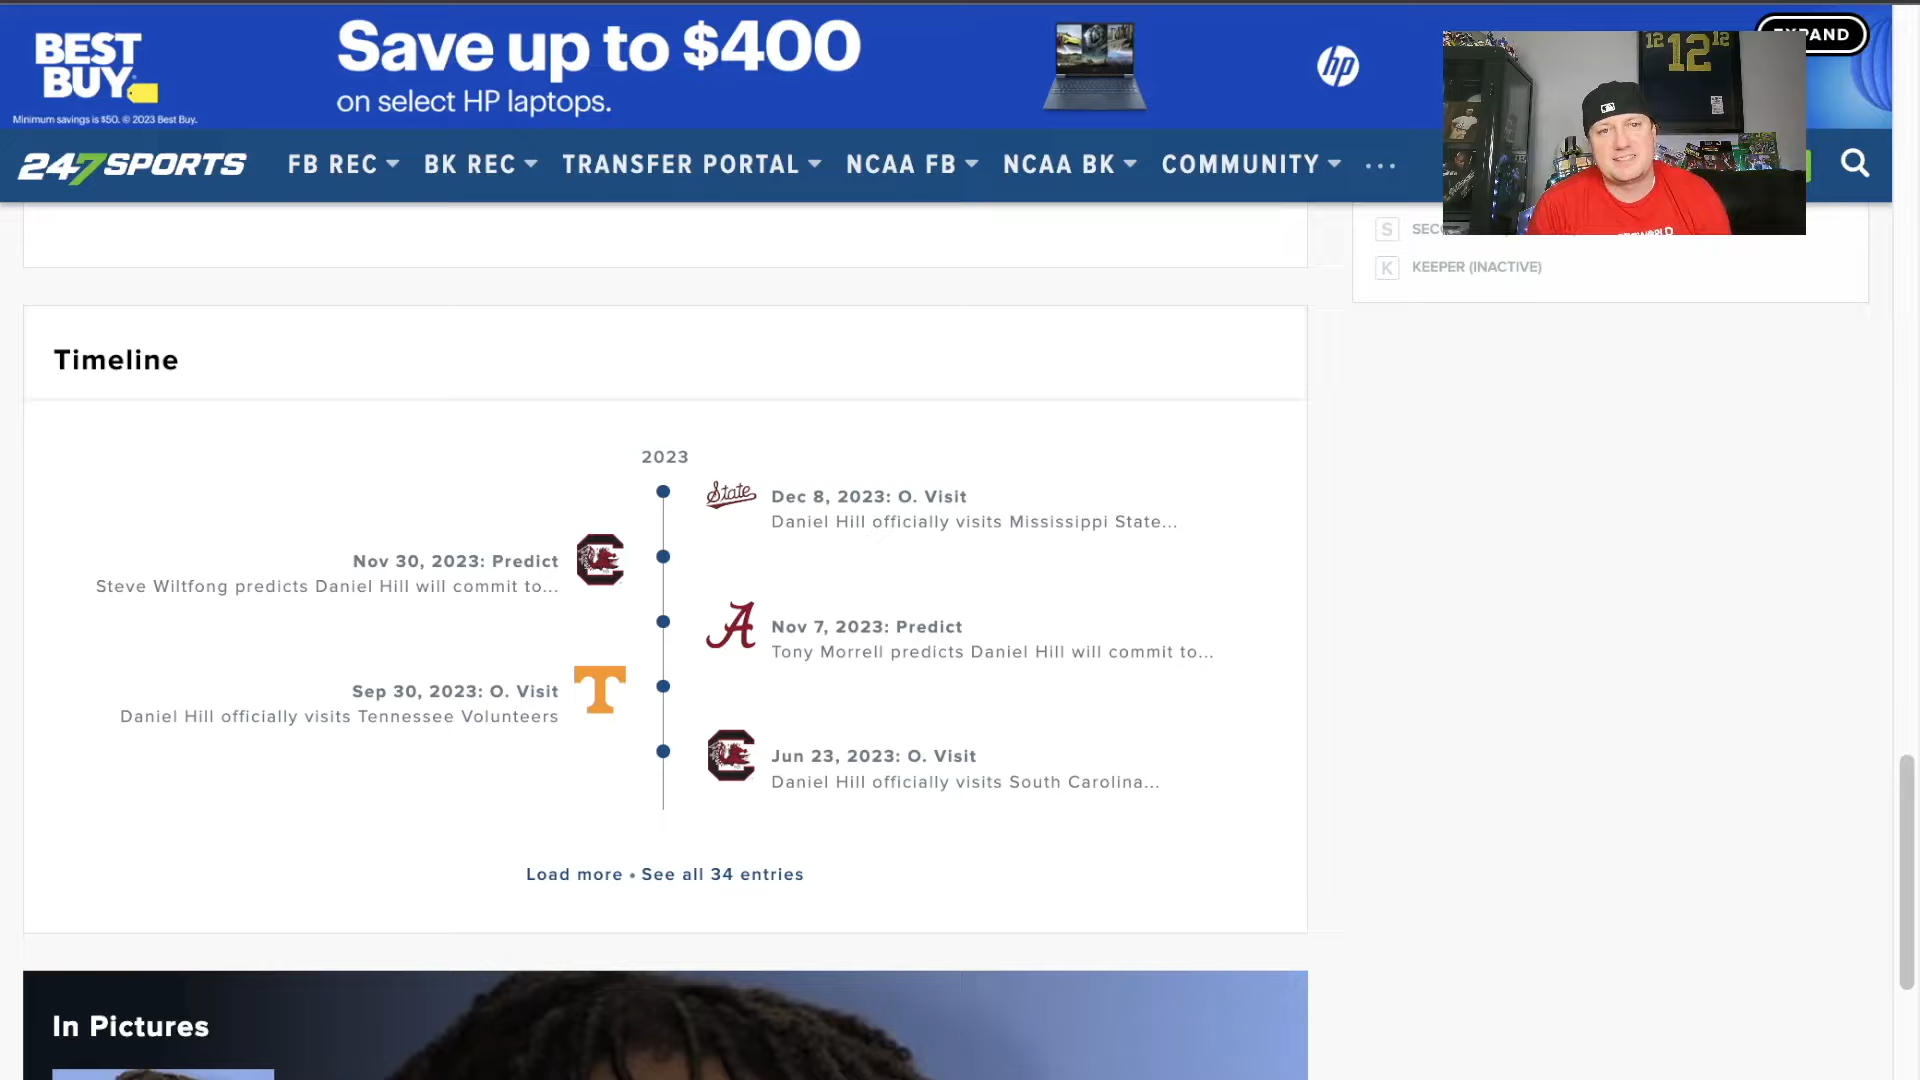 BEST
BUY
Minimum savings is $50. © 2023 Best Buy.
Save up to $400
on select HP laptops.
hp
12 12 12
247SPORTS
FB REC
BK REC
TRANSFER PORTAL
NCAA FB
NCAA BK
COMMUNITY
S
K KEEPER (INACTIVE)
Timeline
2023
State
Dec 8, 2023: O. Visit
Daniel Hill officially visits Mississippi State...
C
Nov 30, 2023: Predict
Steve Wiltfong predicts Daniel Hill will commit to...
A
Nov 7, 2023: Predict
Tony Morrell predicts Daniel Hill will commit to...
T
Sep 30, 2023: O. Visit
Daniel Hill officially visits Tennessee Volunteers
C
Jun 23, 2023: O. Visit
Daniel Hill officially visits South Carolina...
Load more • See all 34 entries
In Pictures